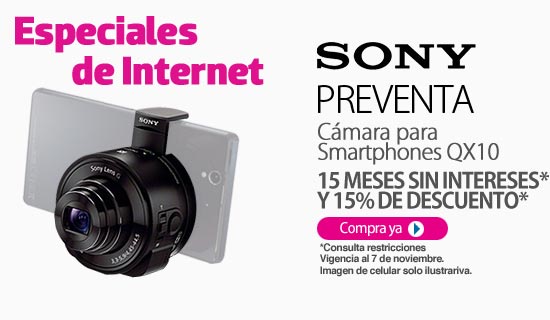 Especiales
de Internet
SONY
Sony Lens G
SONY
PREVENTA
Cámara para
Smartphones QX10
15 MESES SIN INTERESES*
Y 15% DE DESCUENTO*
Compra ya
*Consulta restricciones
Vigencia al 7 de noviembre.
Imagen de celular solo ilustrariva.